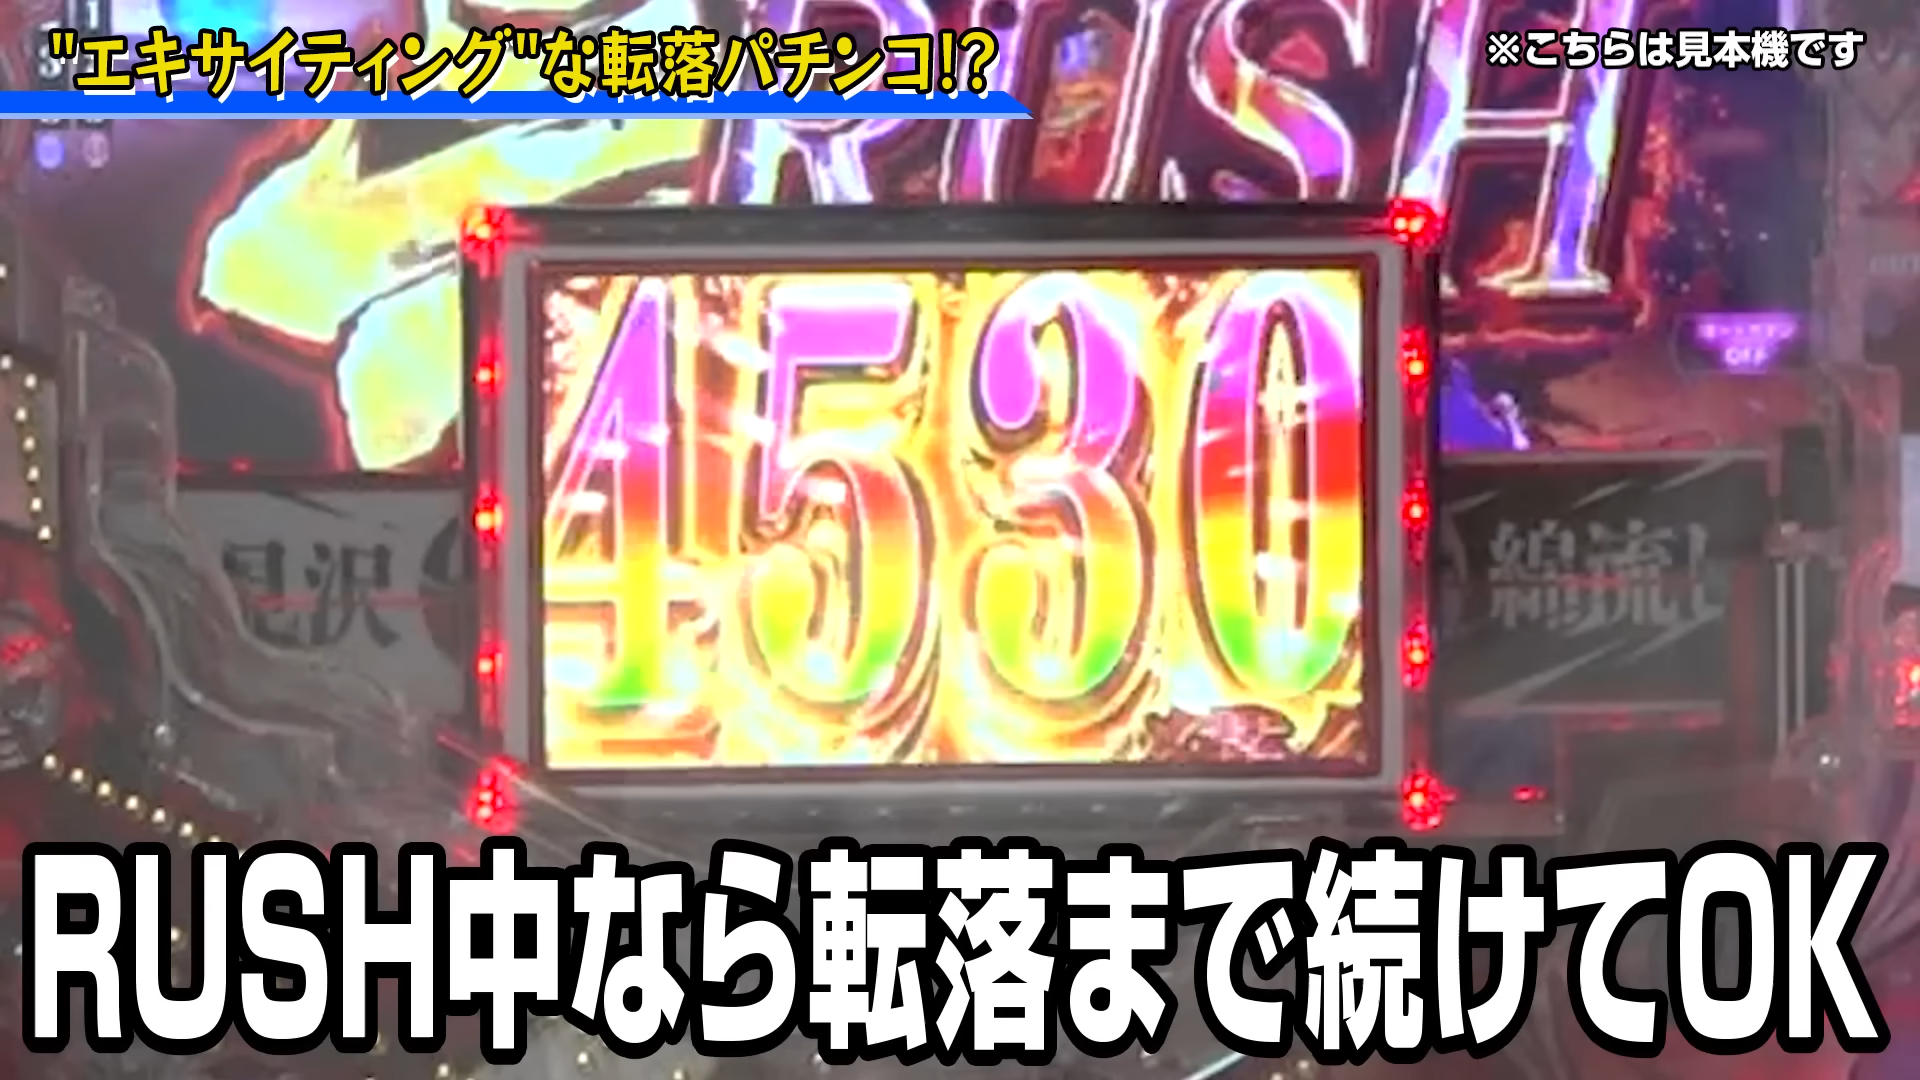 "エキサイティング"な転落パチンコ!?
※こちらは見本機です
RUSH
4530
見沢
綿流し
RUSH中なら転落まで続けてOK